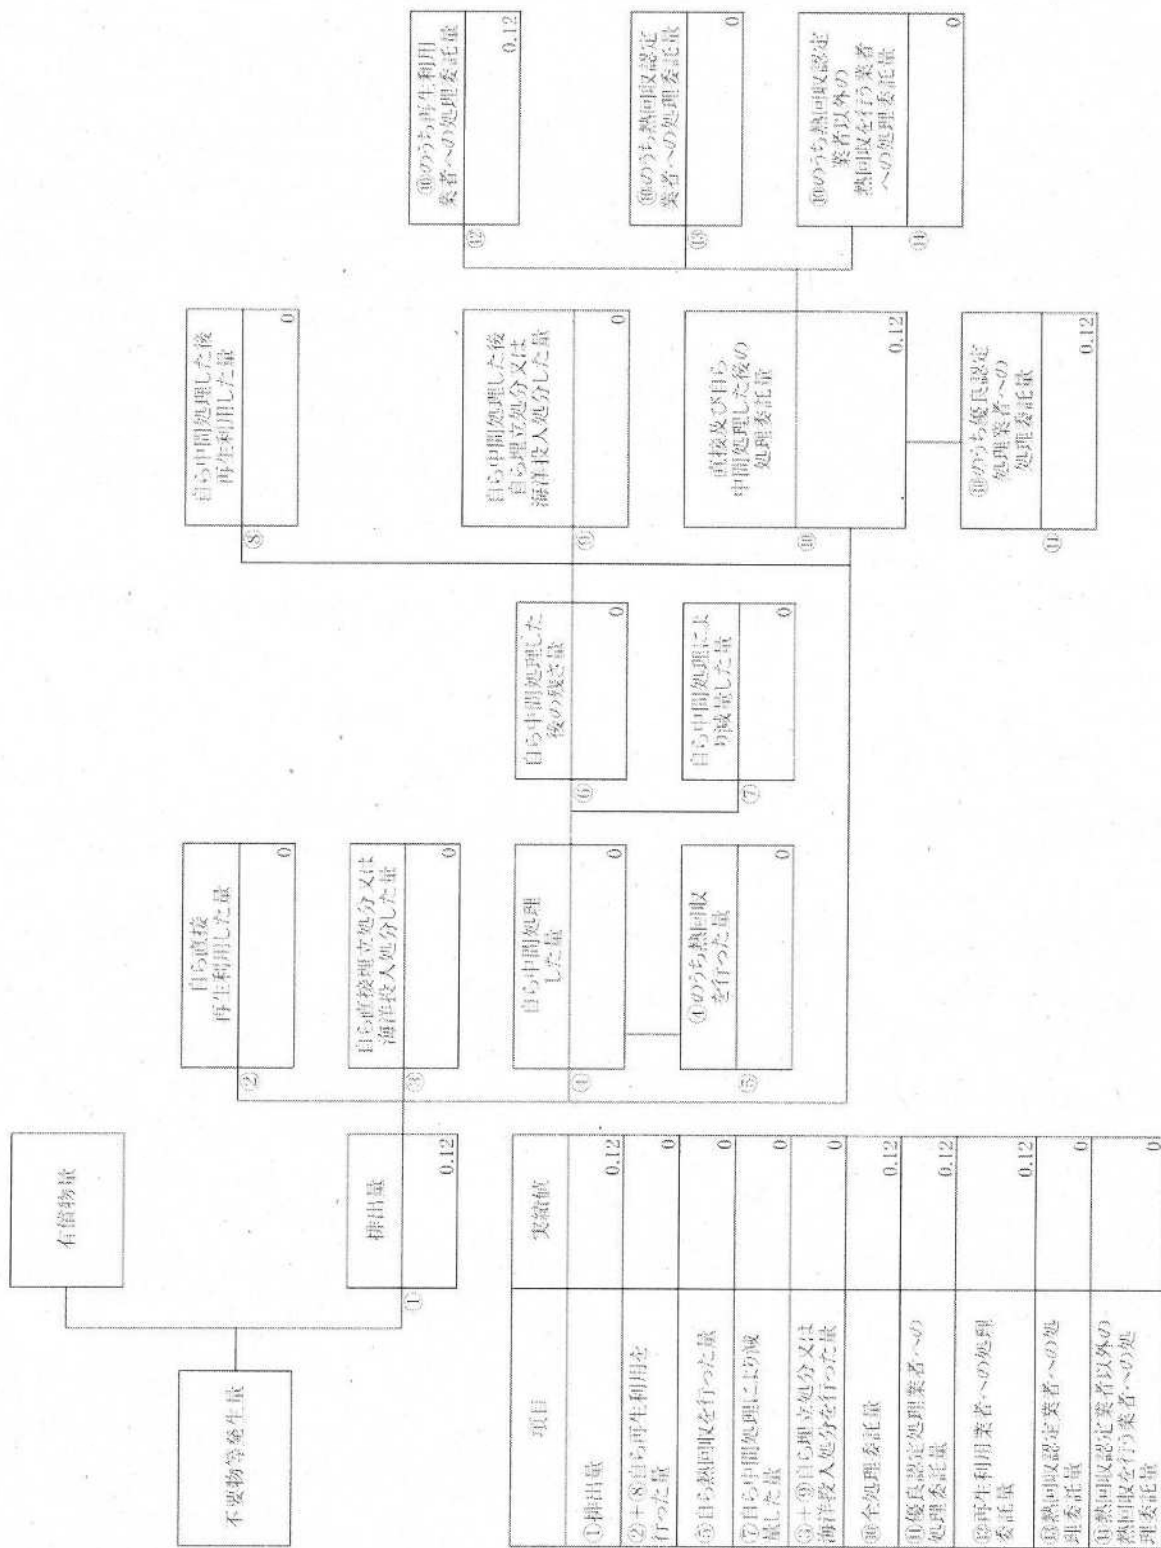 不要物等発生量
有償物量
①
排出量
0.12
②
自ら直接
再生利用した量
0
③
自ら直接埋立処分又は
海洋投入処分した量
0
④
自ら中間処理
した量
0
⑤
④のうち熱回収
を行った量
0
⑥
自ら中間処理した
後の残さ量
0
⑦
自ら中間処理によ
り減量した量
0
⑧
自ら中間処理した後
再生利用した量
0
⑨
自ら中間処理した後
自ら埋立処分又は
海洋投入処分した量
0
⑩
直接及び自ら
中間処理した後の
処理委託量
0.12
⑪
⑩のうち優良認定
処理業者への
処理委託量
0.12
⑫
⑩のうち再生利用
業者への処理委託量
0.12
⑬
⑩のうち熱回収認定
業者への処理委託量
0
⑭
⑩のうち熱回収認定
業者以外の
熱回収を行う業者
への処理委託量
0
項目
実績値
①排出量
0.12
②+⑧自ら再生利用を
行った量
0
⑤自ら熱回収を行った量
0
⑦自ら中間処理により減
量した量
0
③+⑨自ら埋立処分又は
海洋投入処分を行った量
0
⑩全処理委託量
0.12
⑪優良認定処理業者への
処理委託量
0.12
⑫再生利用業者への処理
委託量
0.12
⑬熱回収認定業者への処
理委託量
0
⑭熱回収認定業者以外の
熱回収を行う業者への処
理委託量
0